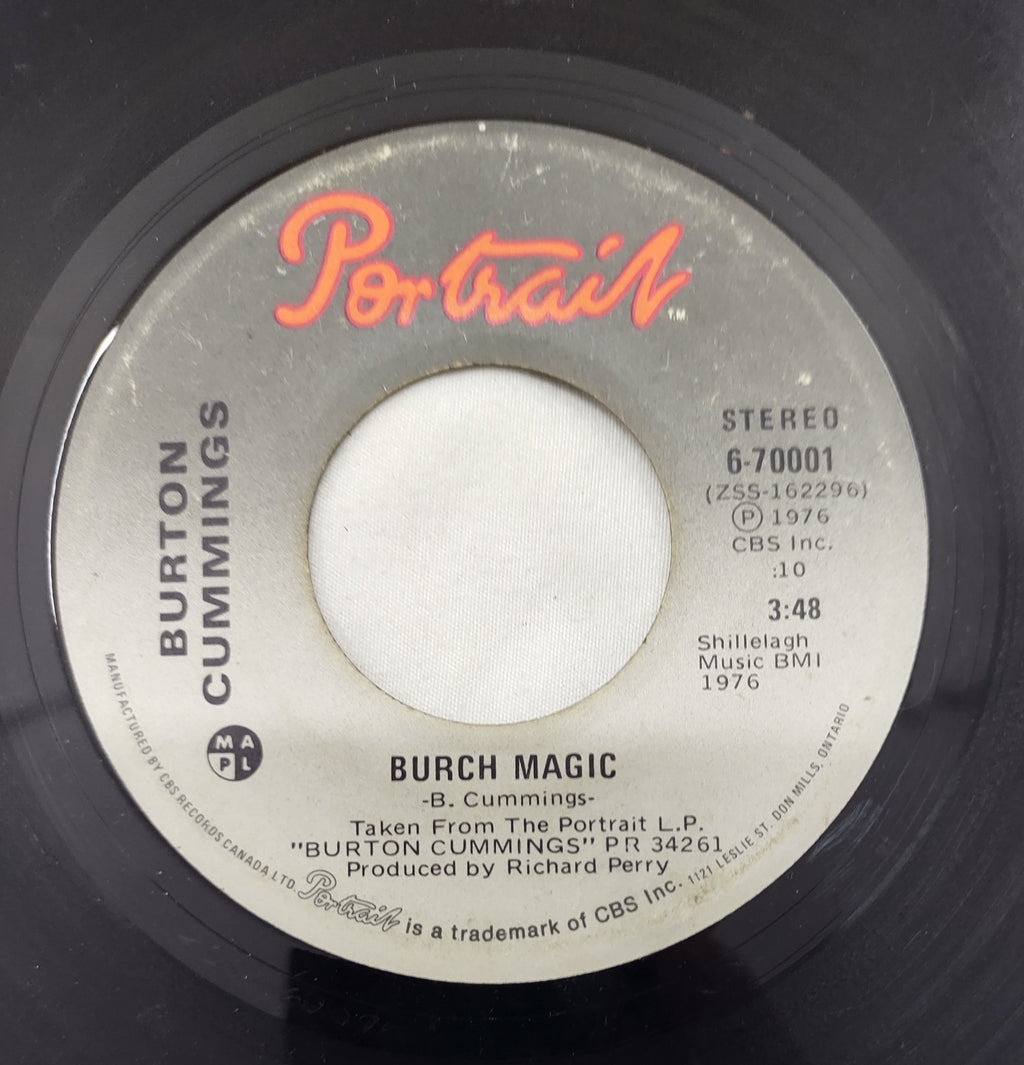 Portrait™
BURTON
CUMMINGS
STEREO
6-70001
(ZSS-162296)
Ⓟ 1976
CBS Inc.
:10
3:48
Shillelagh
Music BMI
1976
M A
P L
BURCH MAGIC
-B. Cummings-
Taken From The Portrait L.P.
"BURTON CUMMINGS" PR 34261
Produced by Richard Perry
MANUFACTURED BY CBS RECORDS CANADA LTD. Portrait is a trademark of CBS Inc. 1121 LESLIE ST. DON MILLS, ONTARIO